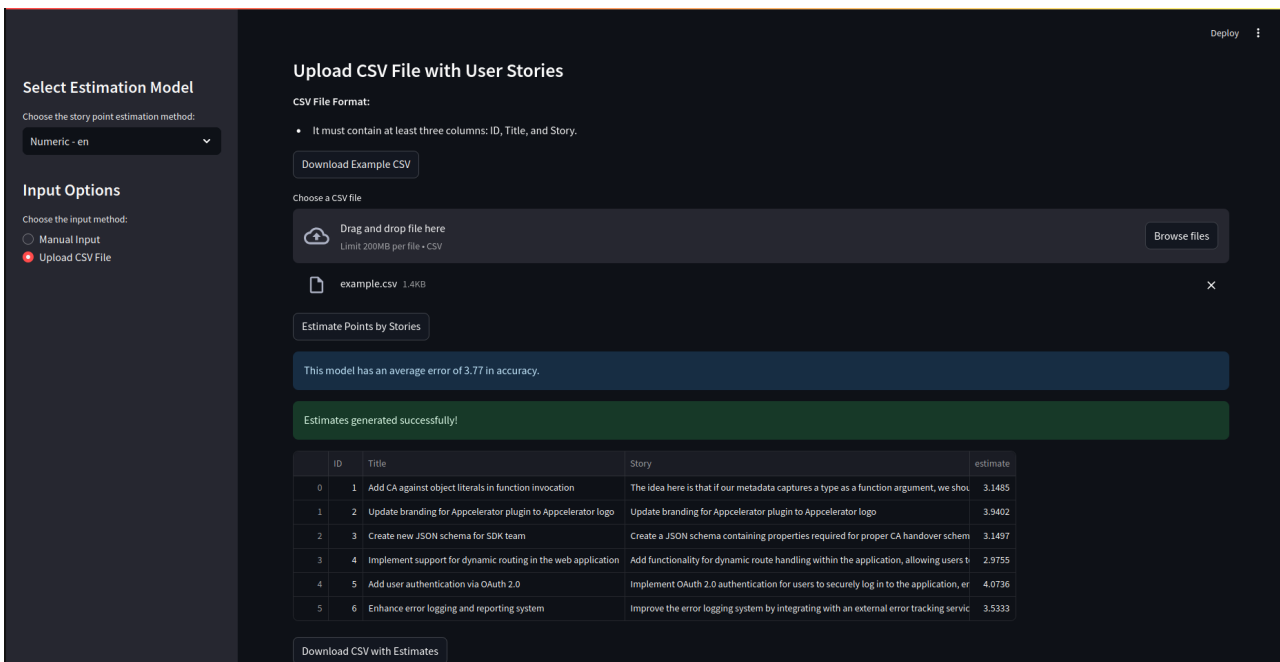 Deploy
Select Estimation Model
Choose the story point estimation method:
Numeric - en
Input Options
Choose the input method:
Manual Input
Upload CSV File
Upload CSV File with User Stories
CSV File Format:
• It must contain at least three columns: ID, Title, and Story.
Download Example CSV
Choose a CSV file
Drag and drop file here
Limit 200MB per file • CSV
Browse files
example.csv 1.4KB
Estimate Points by Stories
This model has an average error of 3.77 in accuracy.
Estimates generated successfully!
ID Title Story estimate
0 1 Add CA against object literals in function invocation The idea here is that if our metadata captures a type as a function argument, we shou 3.1485
1 2 Update branding for Appcelerator plugin to Appcelerator logo Update branding for Appcelerator plugin to Appcelerator logo 3.9402
2 3 Create new JSON schema for SDK team Create a JSON schema containing properties required for proper CA handover schem 3.1497
3 4 Implement support for dynamic routing in the web application Add functionality for dynamic route handling within the application, allowing users t 2.9755
4 5 Add user authentication via OAuth 2.0 Implement OAuth 2.0 authentication for users to securely log in to the application, er 4.0736
5 6 Enhance error logging and reporting system Improve the error logging system by integrating with an external error tracking servic 3.5333
Download CSV with Estimates